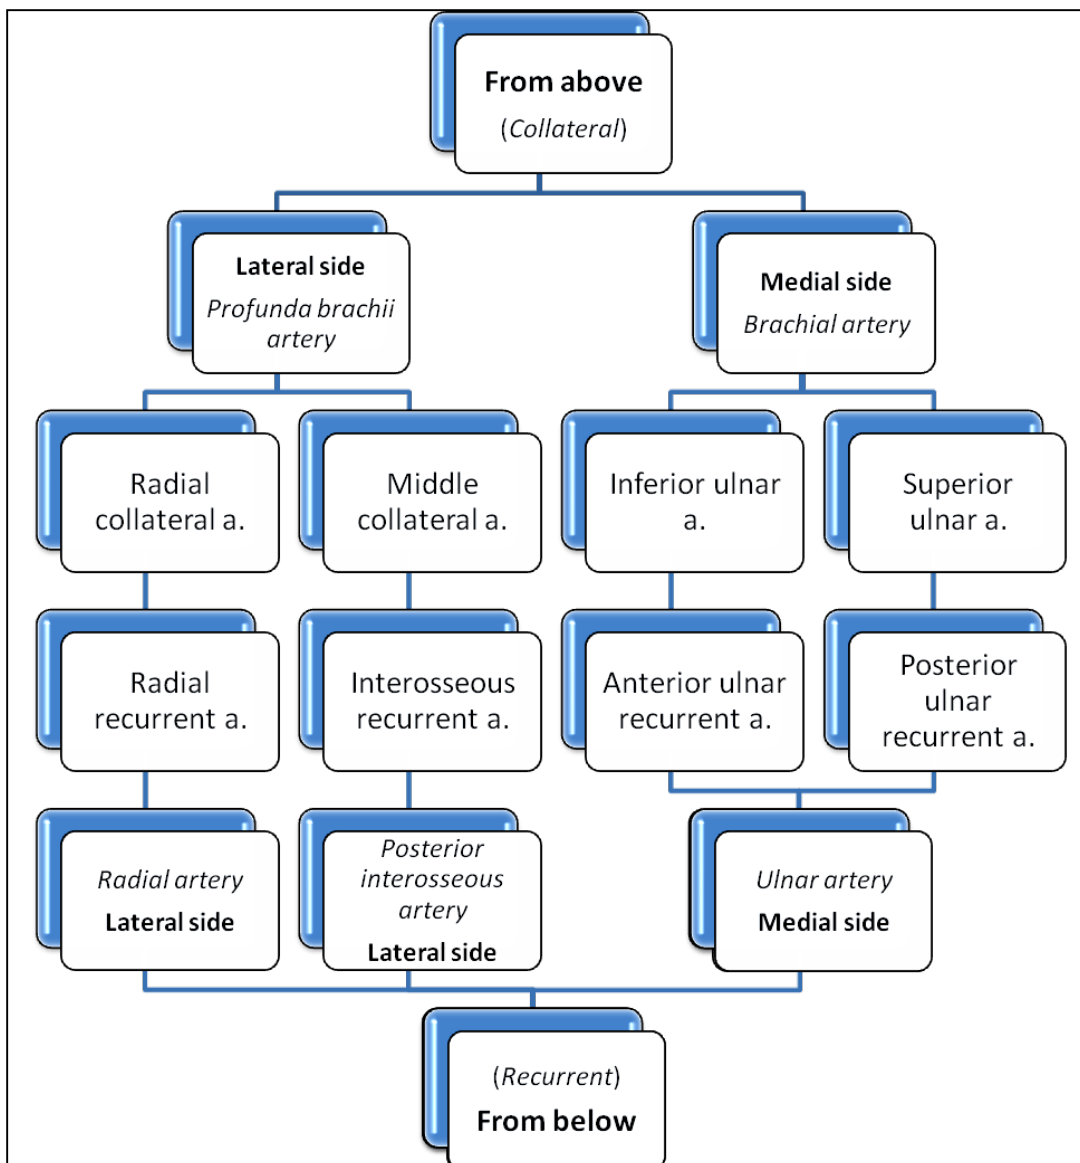 From above
(Collateral)
Lateral side
Profunda brachii
artery
Medial side
Brachial artery
Radial
collateral a.
Middle
collateral a.
Inferior ulnar
a.
Superior
ulnar a.
Radial
recurrent a.
Interosseous
recurrent a.
Anterior ulnar
recurrent a.
Posterior
ulnar
recurrent a.
Radial artery
Lateral side
Posterior
interosseous
artery
Lateral side
Ulnar artery
Medial side
(Recurrent)
From below